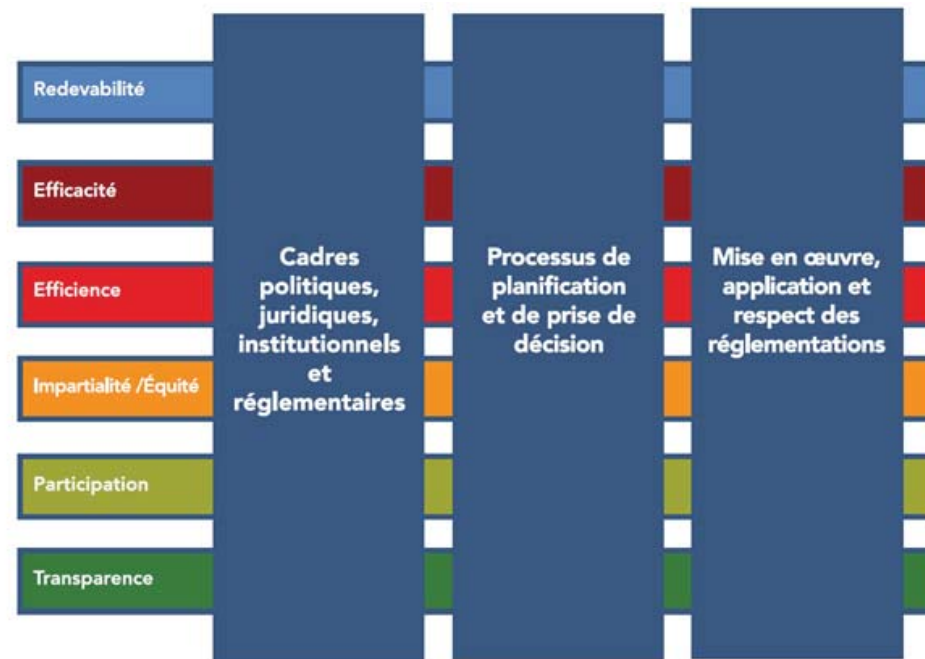 Redevabilité
Efficacité
Efficience
Impartialité /Équité
Participation
Transparence
Cadres
politiques,
juridiques,
institutionnels
et
réglementaires
Processus de
planification
et de prise de
décision
Mise en œuvre,
application et
respect des
réglementations